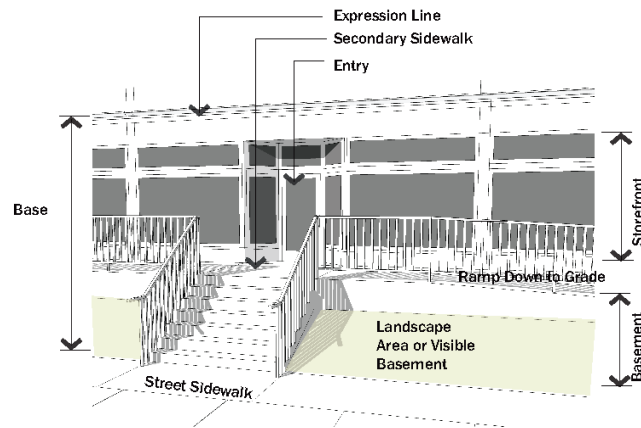 Expression Line
Secondary Sidewalk
Entry
Base
Storefront
Ramp Down to Grade
Landscape
Area or Visible
Basement
Basement
Street Sidewalk